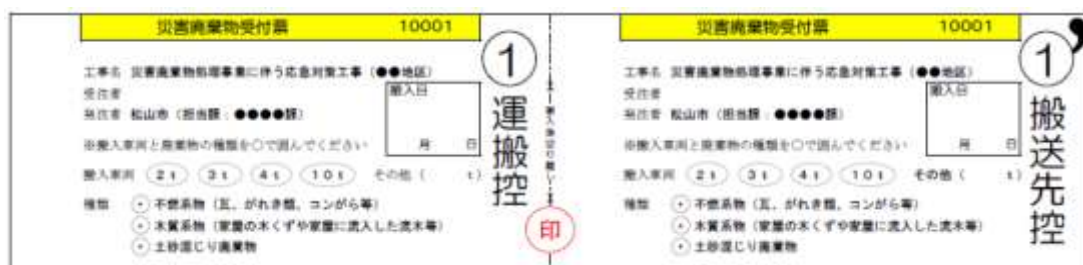 災害廃棄物受付票 10001
①運搬控
工事名 災害廃棄物処理事業に伴う応急対策工事（●●地区）
受注者
発注者 松山市（担当課：●●●●課）
搬入日
月 日
※搬入車両と廃棄物の種類を○で囲んでください
搬入車両 2t 3t 4t 10t その他（ t）
種類 ・不燃系物（瓦、がれき類、コンがら等）
・木質系物（家屋の木くずや家屋に流入した流木等）
・土砂混じり廃棄物
印
災害廃棄物受付票 10001
①搬送先控
工事名 災害廃棄物処理事業に伴う応急対策工事（●●地区）
受注者
発注者 松山市（担当課：●●●●課）
搬入日
月 日
※搬入車両と廃棄物の種類を○で囲んでください
搬入車両 2t 3t 4t 10t その他（ t）
種類 ・不燃系物（瓦、がれき類、コンがら等）
・木質系物（家屋の木くずや家屋に流入した流木等）
・土砂混じり廃棄物